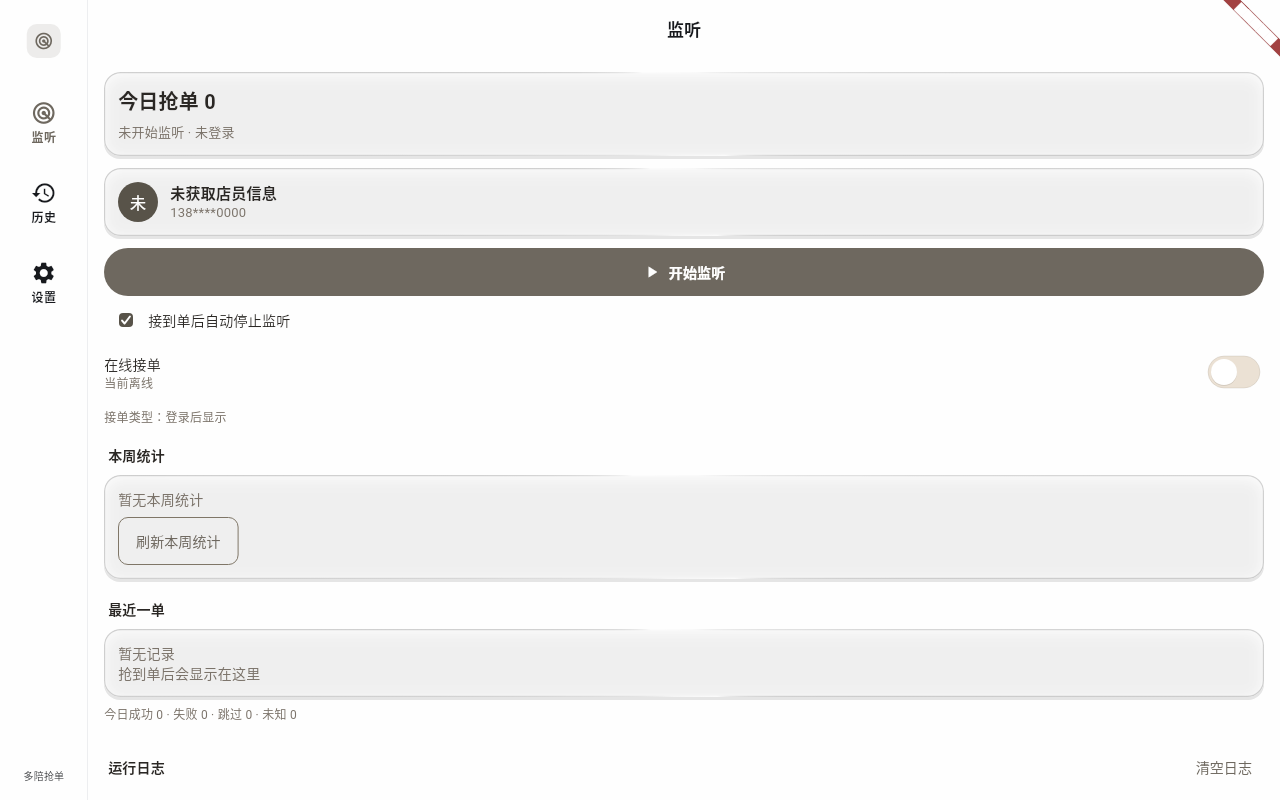 监听
监听
历史
设置
多陪抢单
今日抢单 0
未开始监听 · 未登录
未
未获取店员信息
138****0000
开始监听
接到单后自动停止监听
在线接单
当前离线
接单类型：登录后显示
本周统计
暂无本周统计
刷新本周统计
最近一单
暂无记录
抢到单后会显示在这里
今日成功 0 · 失败 0 · 跳过 0 · 未知 0
运行日志
清空日志